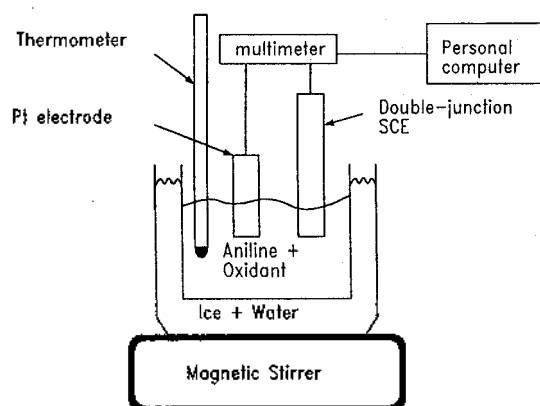 Thermometer
multimeter
Personal
computer
Pt electrode
Double-junction
SCE
Aniline +
Oxidant
Ice + Water
Magnetic Stirrer